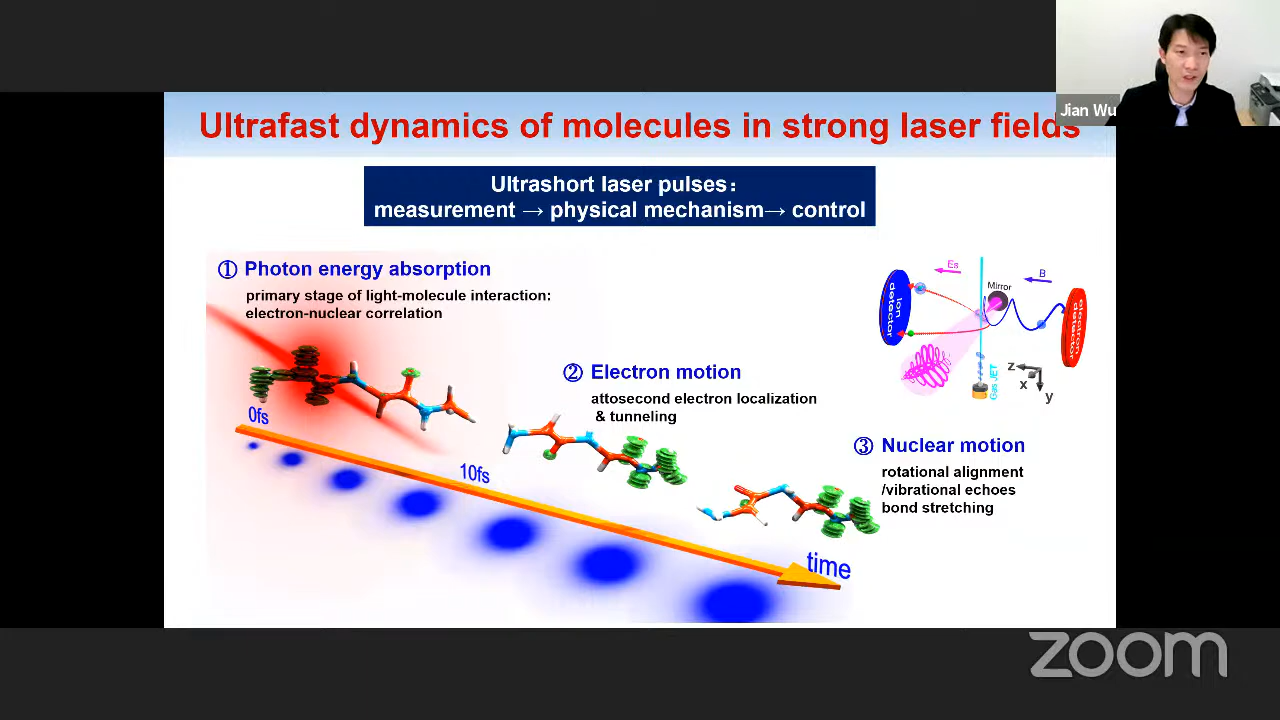 Jian Wu
Ultrafast dynamics of molecules in strong laser fields
Ultrashort laser pulses:
measurement → physical mechanism→ control
① Photon energy absorption
primary stage of light-molecule interaction:
electron-nuclear correlation
Es
B
Mirror
Ion detector
electron detector
Gas JET
z
x
y
② Electron motion
attosecond electron localization
& tunneling
0fs
③ Nuclear motion
10fs
rotational alignment
/vibrational echoes
bond stretching
time
zoom